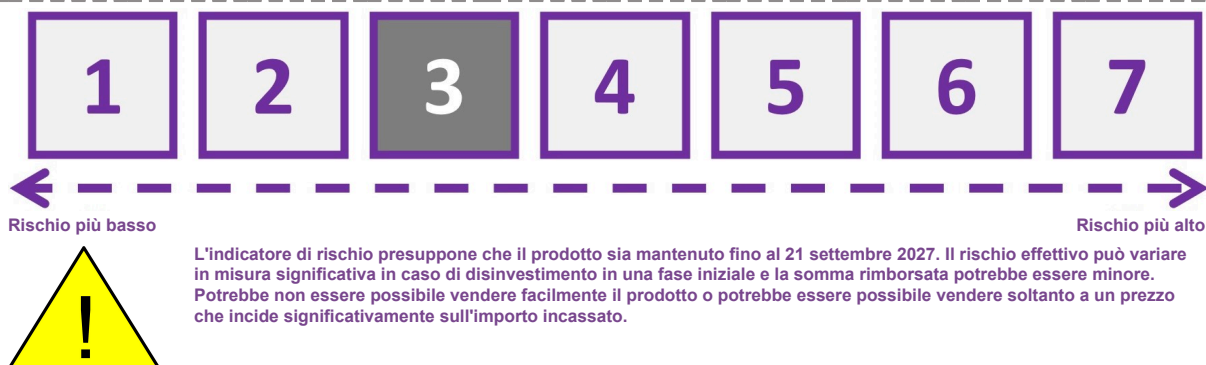 1 2 3 4 5 6 7
Rischio più basso Rischio più alto
L'indicatore di rischio presuppone che il prodotto sia mantenuto fino al 21 settembre 2027. Il rischio effettivo può variare
in misura significativa in caso di disinvestimento in una fase iniziale e la somma rimborsata potrebbe essere minore.
Potrebbe non essere possibile vendere facilmente il prodotto o potrebbe essere possibile vendere soltanto a un prezzo
che incide significativamente sull'importo incassato.
!